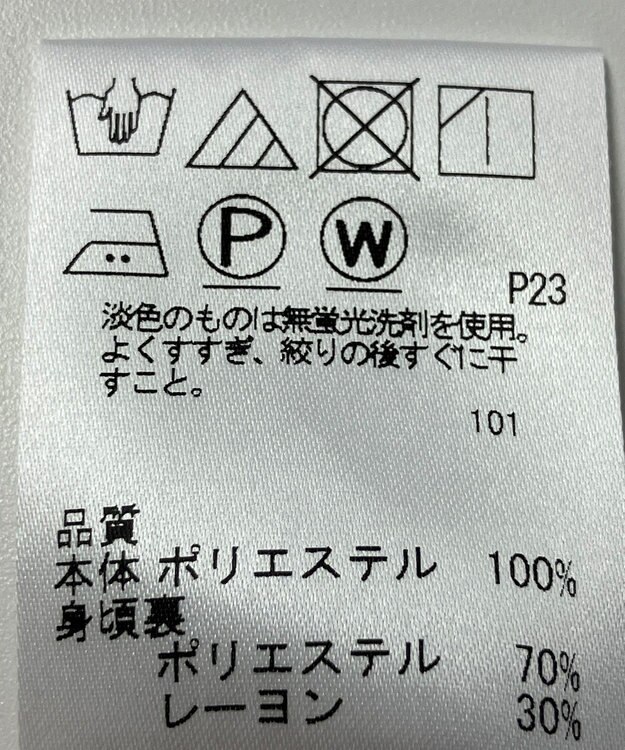 P W
P23
淡色のものは無蛍光洗剤を使用。
よくすすぎ、絞りの後すぐに干
すこと。
101
品質
本体 ポリエステル 100%
身頃裏
ポリエステル 70%
レーヨン 30%